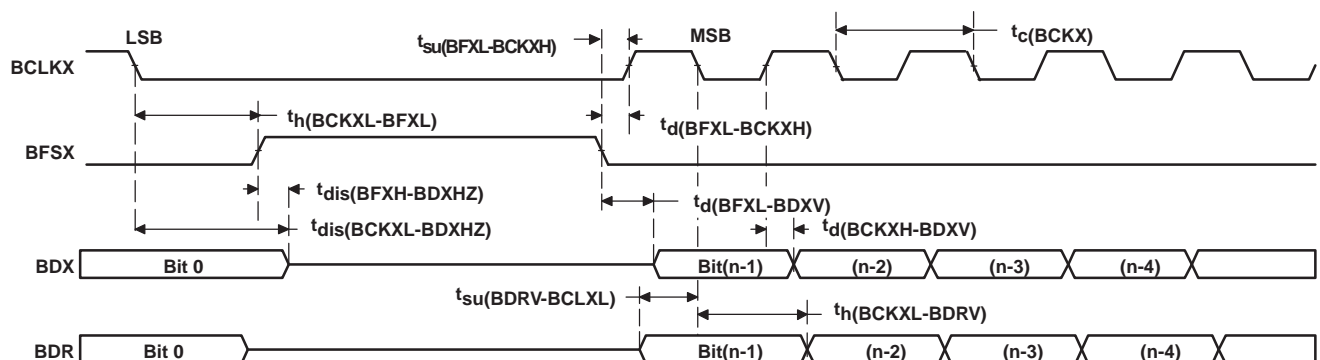 LSB
MSB
tsu(BFXL-BCKXH)
tc(BCKX)
BCLKX
th(BCKXL-BFXL)
td(BFXL-BCKXH)
BFSX
tdis(BFXH-BDXHZ)
td(BFXL-BDXV)
tdis(BCKXL-BDXHZ)
td(BCKXH-BDXV)
BDX Bit 0 Bit(n-1) (n-2) (n-3) (n-4)
tsu(BDRV-BCLXL)
th(BCKXL-BDRV)
BDR Bit 0 Bit(n-1) (n-2) (n-3) (n-4)